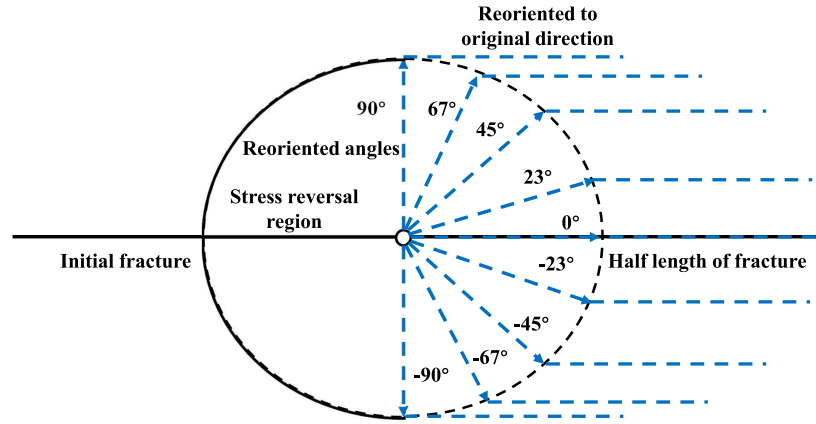 Reoriented to
original direction
90°
67°
45°
Reoriented angles
23°
Stress reversal
region
0°
Initial fracture
-23°
Half length of fracture
-45°
-67°
-90°